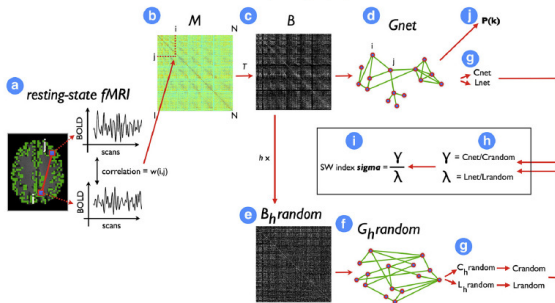 a
resting-state fMRI
BOLD
scans
correlation = w(i,j)
BOLD
scans
j
i
b
M
i
j
N
I
N
T
c
B
d
Gnet
i
j
j
P(k)
g
Cnet
Lnet
h ×
i
SW index sigma =
γ
λ
h
γ = Cnet/Crandom
λ = Lnet/Lrandom
e
Bhrandom
f
Ghrandom
g
Chrandom
Crandom
Lhrandom
Lrandom